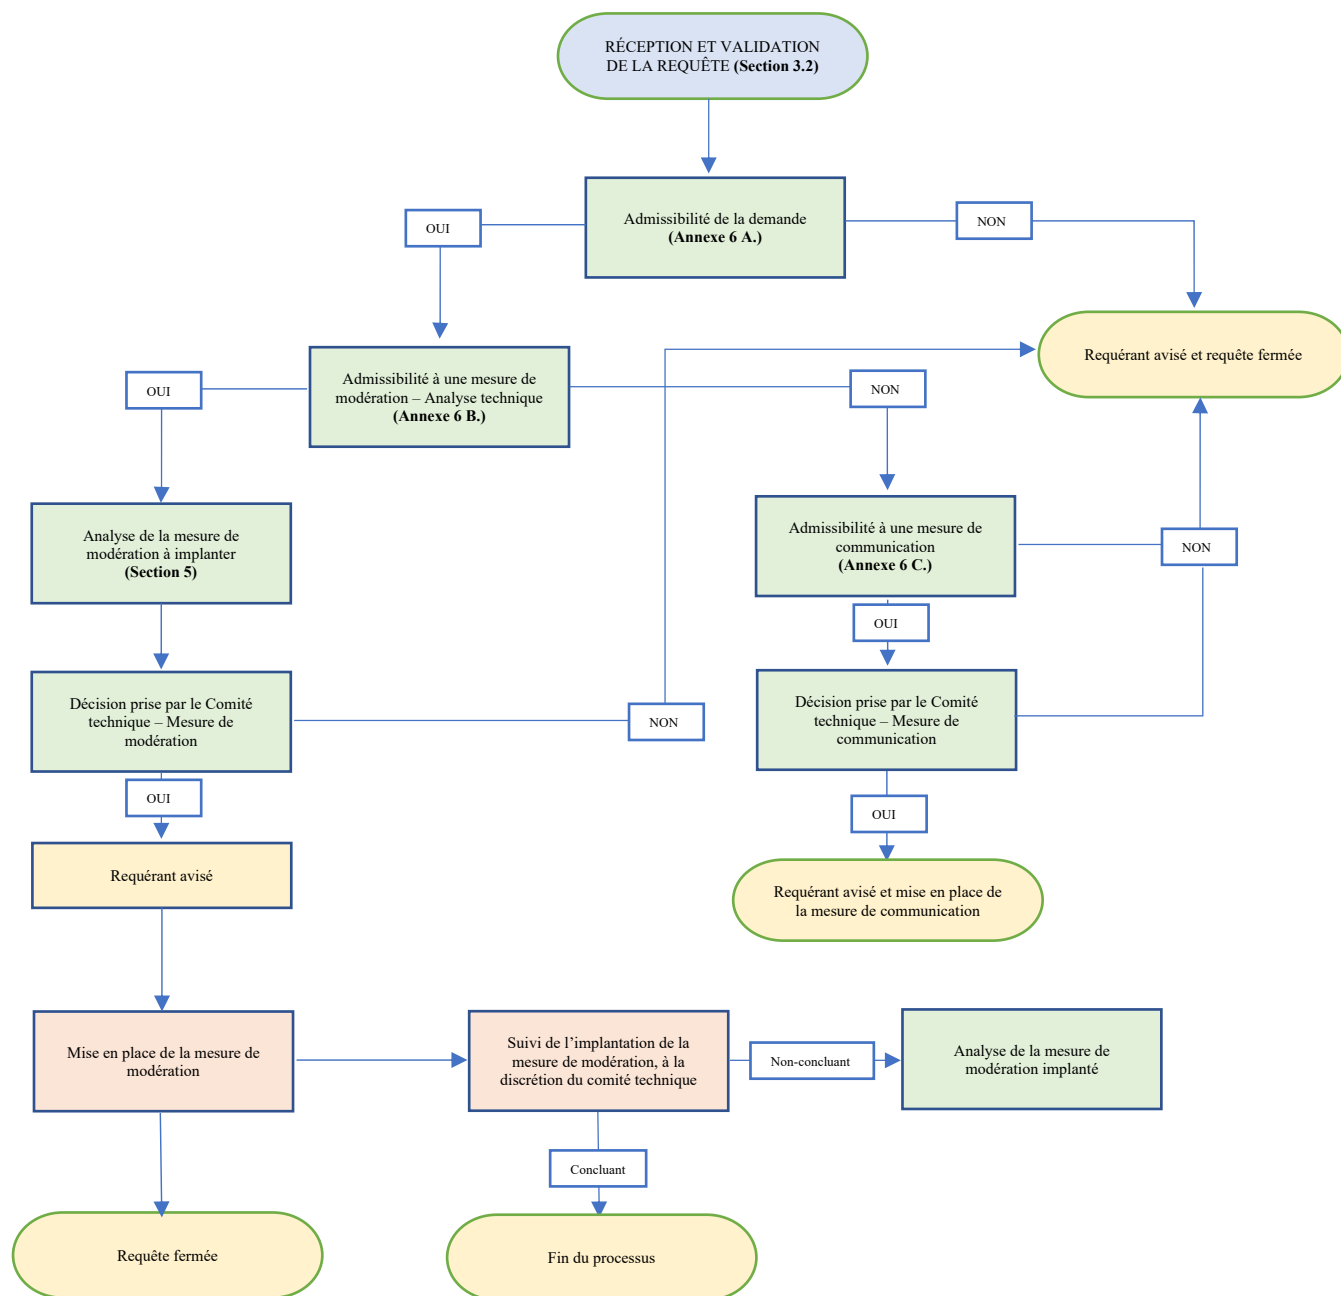 RÉCEPTION ET VALIDATION
DE LA REQUÊTE (Section 3.2)
Admissibilité de la demande
(Annexe 6 A.)
OUI
NON
Requérant avisé et requête fermée
Admissibilité à une mesure de
modération – Analyse technique
(Annexe 6 B.)
OUI
NON
Analyse de la mesure de
modération à implanter
(Section 5)
Admissibilité à une mesure de
communication
(Annexe 6 C.)
NON
OUI
Décision prise par le Comité
technique – Mesure de
modération
NON
Décision prise par le Comité
technique – Mesure de
communication
OUI
OUI
Requérant avisé
Requérant avisé et mise en place de
la mesure de communication
Mise en place de la mesure de
modération
Suivi de l’implantation de la
mesure de modération, à la
discrétion du comité technique
Non-concluant
Analyse de la mesure de
modération implanté
Concluant
Requête fermée
Fin du processus